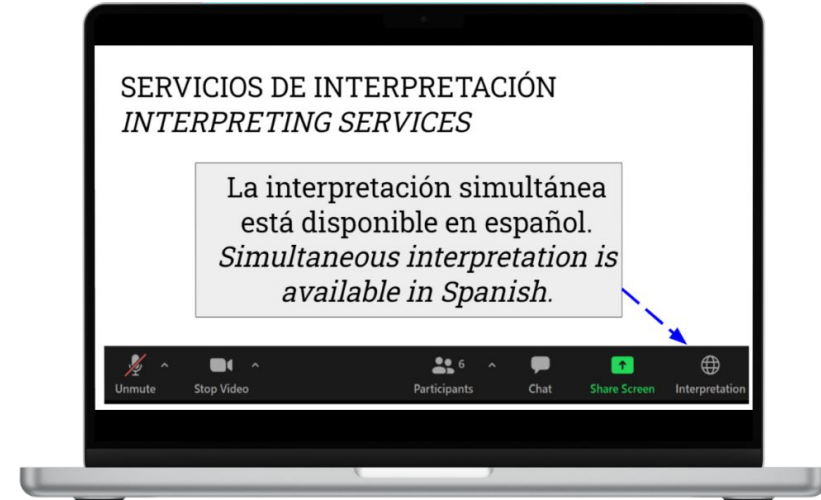 SERVICIOS DE INTERPRETACIÓN
INTERPRETING SERVICES
La interpretación simultánea
está disponible en español.
Simultaneous interpretation is
available in Spanish.
6
Unmute
Stop Video
Participants
Chat
Share Screen
Interpretation